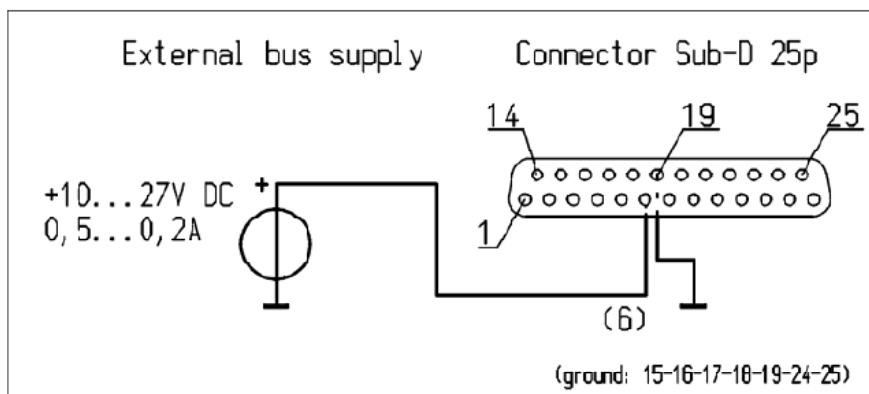 External bus supply
Connector Sub-D 25p
14
19
25
+10...27V DC
+
0,5...0,2A
1
(6)
(ground: 15-16-17-18-19-24-25)